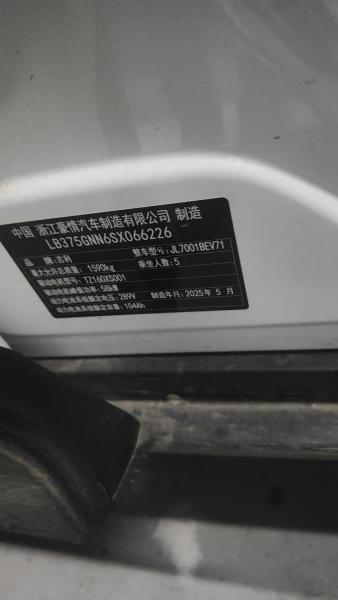 中国 浙江豪情汽车制造有限公司 制造
LB375GNN6SX066226
品 牌：吉利 整车型号：JL7001BEV71
最大允许总质量：1590kg 乘坐人数：5
驱动电机型号：TZ160XS001
驱动电机峰值功率：58kW 制造年月：2025年 5 月
动力电池系统额定电压：289V
动力电池系统额定容量：104Ah